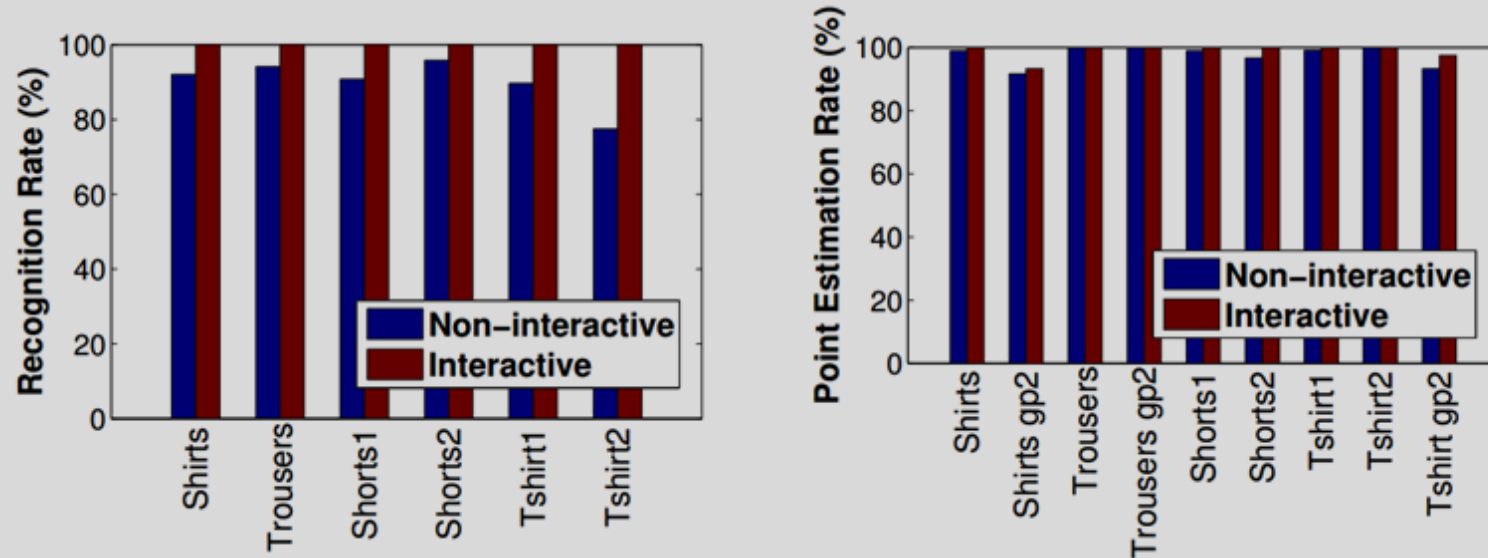 Recognition Rate (%)
100
80
60
40
20
0
Non-interactive
Interactive
Shirts
Trousers
Shorts1
Shorts2
Tshirt1
Tshirt2
Point Estimation Rate (%)
100
80
60
40
20
0
Non-interactive
Interactive
Shirts
Shirts gp2
Trousers
Trousers gp2
Shorts1
Shorts2
Tshirt1
Tshirt2
Tshirt gp2